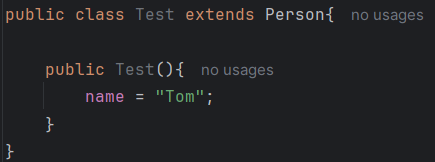 public class Test extends Person{ no usages
public Test(){ no usages
name = "Tom";
}
}